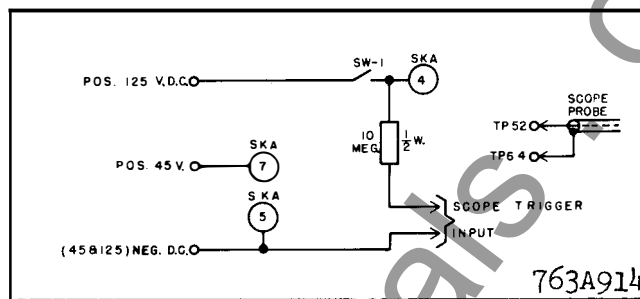 SW-1
SKA
4
POS. 125 V.D.C.
10
MEG.
1/2 W.
SCOPE
PROBE
TP52
TP64
POS. 45 V.
SKA
7
SKA
5
SCOPE TRIGGER
INPUT
(45&125) NEG. D.C.
763A914